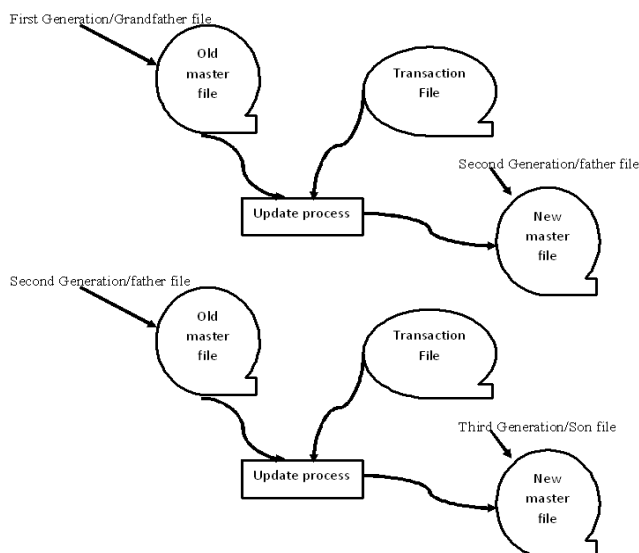 First Generation/Grandfather file
Old
master
file
Transaction
File
Second Generation/father file
Update process
New
master
file
Second Generation/father file
Old
master
file
Transaction
File
Third Generation/Son file
Update process
New
master
file